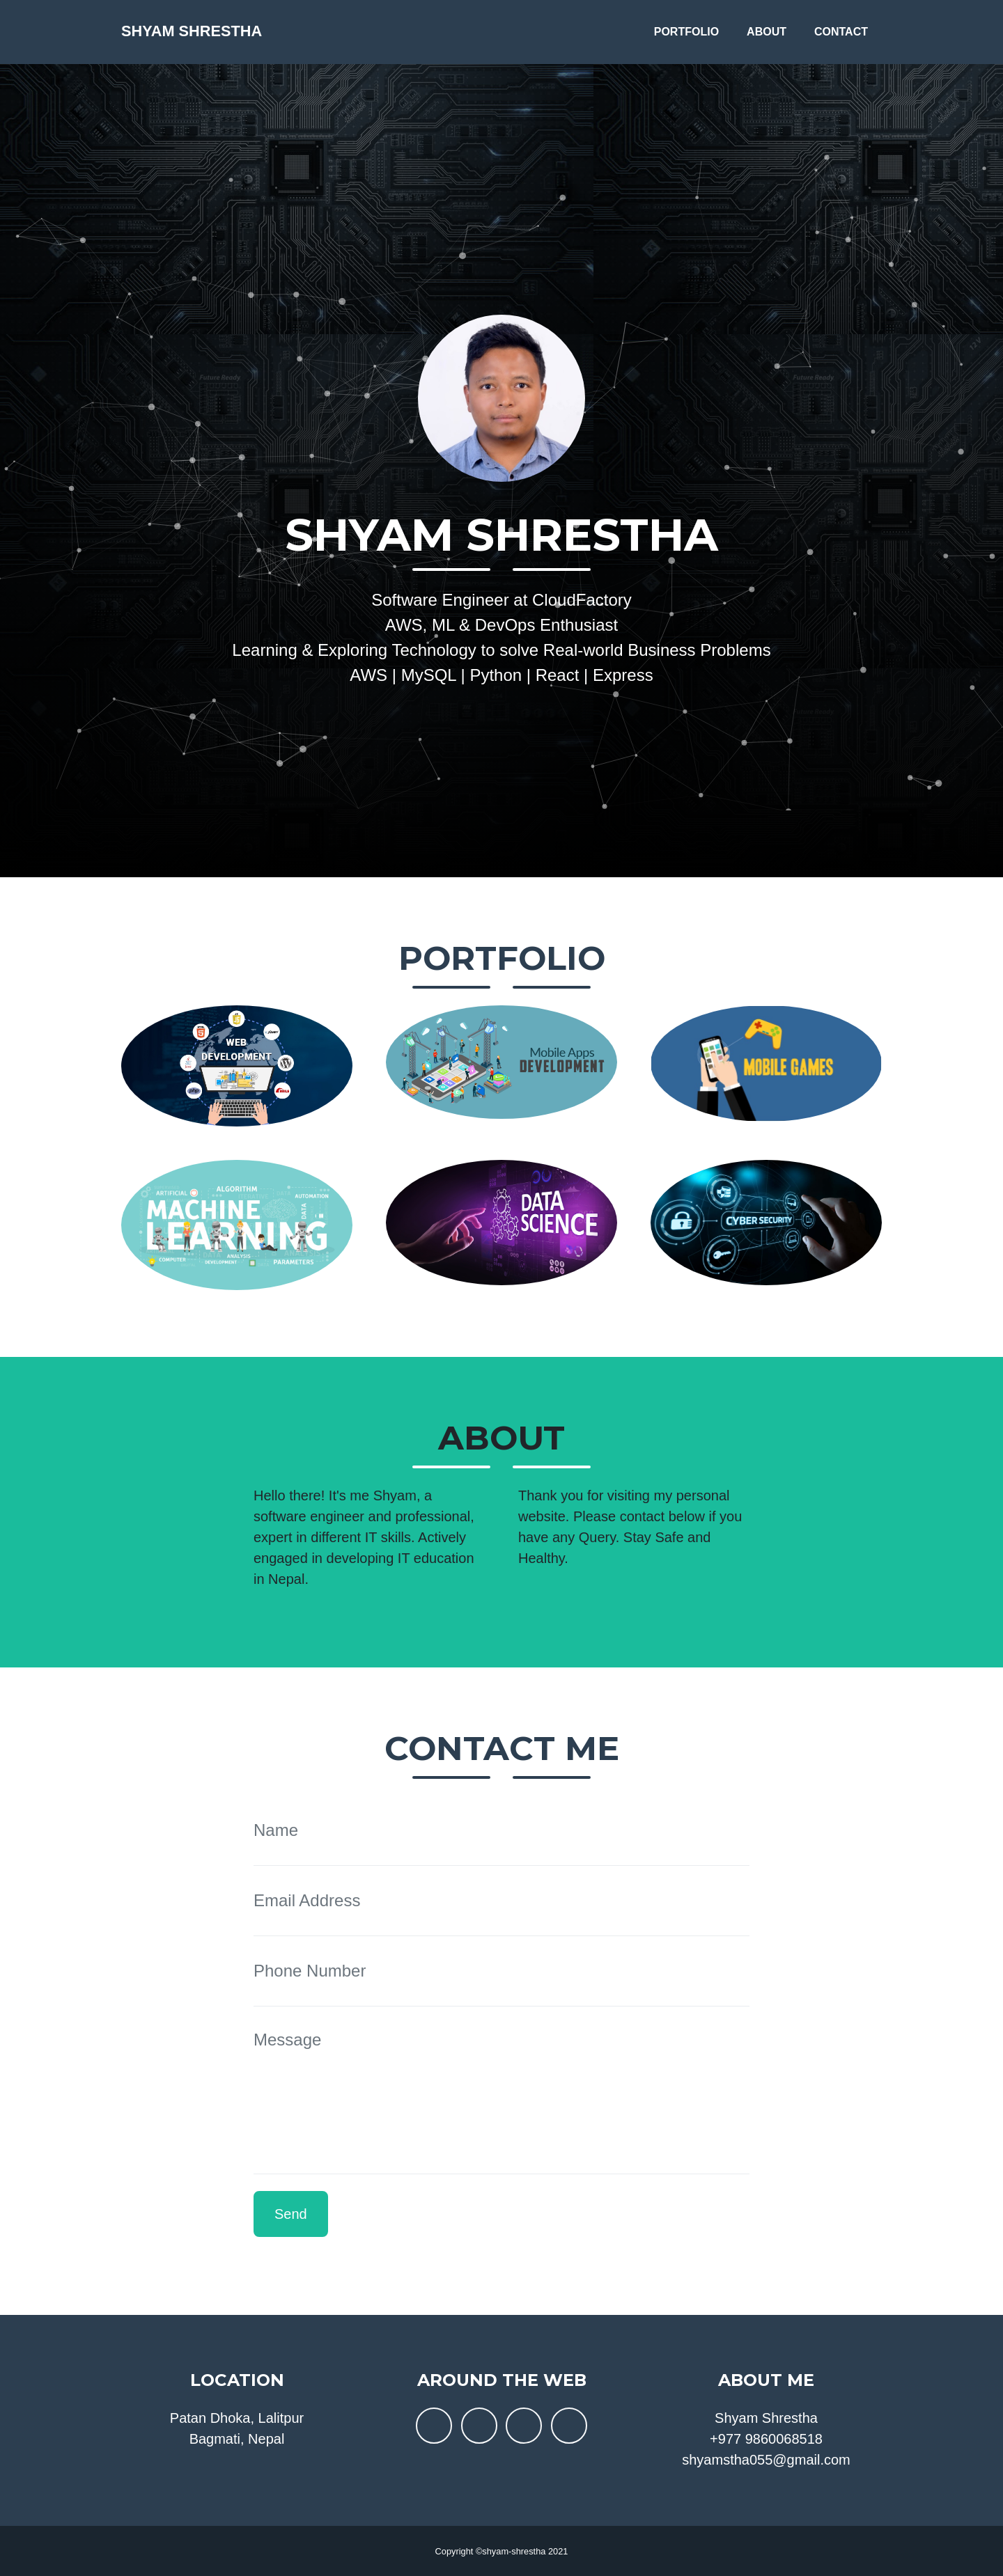 SHYAM SHRESTHA
PORTFOLIO
ABOUT
CONTACT
Future Ready
Future Ready
SHYAM SHRESTHA
Software Engineer at CloudFactory
AWS, ML & DevOps Enthusiast
Learning & Exploring Technology to solve Real-world Business Problems
AWS | MySQL | Python | React | Express
PORTFOLIO
WEB
DEVELOPMENT
Mobile Apps
DEVELOPMENT
MOBILE GAMES
ARTIFICIAL
ALGORITHM
AUTOMATION
MACHINE
DATA
LEARNING
COMPUTER
ANALYSIS
DEVELOPMENT
PARAMETERS
DATA
SCIENCE
CYBER SECURITY
ABOUT
Hello there! It's me Shyam, a
software engineer and professional,
expert in different IT skills. Actively
engaged in developing IT education
in Nepal.
Thank you for visiting my personal
website. Please contact below if you
have any Query. Stay Safe and
Healthy.
CONTACT ME
Name
Email Address
Phone Number
Message
Send
LOCATION
Patan Dhoka, Lalitpur
Bagmati, Nepal
AROUND THE WEB
ABOUT ME
Shyam Shrestha
+977 9860068518
shyamstha055@gmail.com
Copyright ©shyam-shrestha 2021